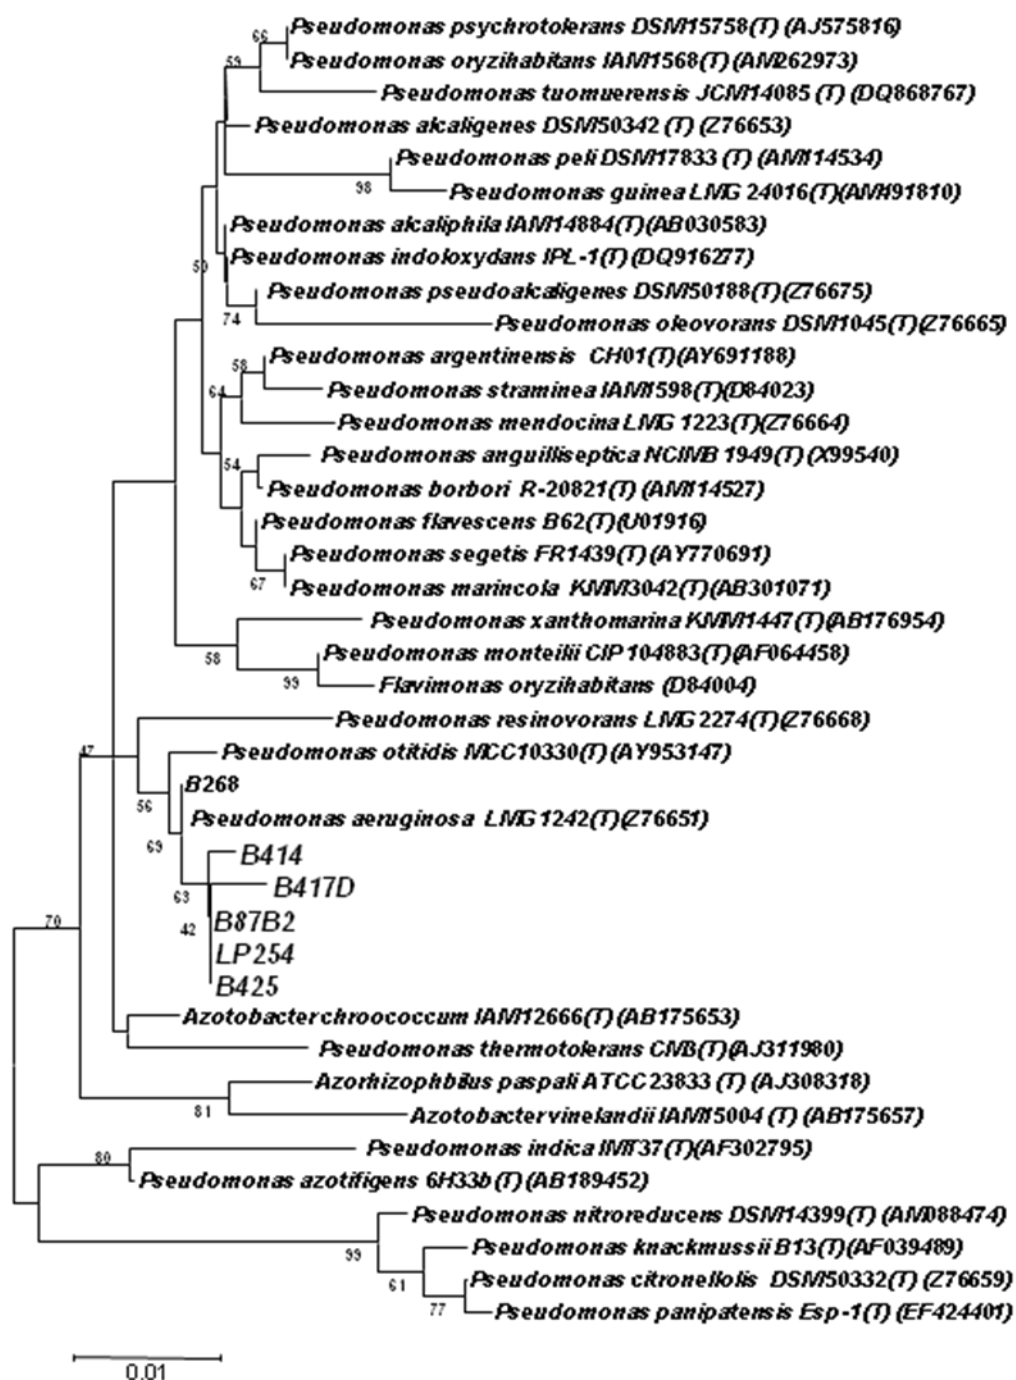 Pseudomonas psychrotolerans DSM15758(T) (AJ575816)
66
Pseudomonas oryzihabitans IAM1568(T)(AM262973)
59
Pseudomonas tuomuerensis JCM14085 (T) (DQ868767)
Pseudomonas alcaligenes DSM50342 (T) (Z76653)
Pseudomonas peli DSM17833 (T) (AM114534)
98
Pseudomonas guinea LMG 24016(T)(AM491810)
Pseudomonas alcaliphila IAM14884(T)(AB030583)
Pseudomonas indoloxydans IPL-1(T) (DQ916277)
50
Pseudomonas pseudoalcaligenes DSM50188(T)(Z76675)
74
Pseudomonas oleovorans DSM1045(T)(Z76665)
Pseudomonas argentinensis CH01(T)(AY691188)
58
Pseudomonas straminea IAM1598(T)(D84023)
64
Pseudomonas mendocina LMG 1223(T)(Z76664)
Pseudomonas anguilliseptica NCIMB 1949(T) (X99540)
54
Pseudomonas borbori R-20821(T) (AM114527)
Pseudomonas flavescens B62(T)(U01916)
Pseudomonas segetis FR1439(T) (AY770691)
67
Pseudomonas marincola KMM3042(T)(AB301071)
Pseudomonas xanthomarina KMM1447(T)(AB176954)
58
Pseudomonas monteilii CIP 104883(T)(AF064458)
99
Flavimonas oryzihabitans (D84004)
Pseudomonas resinovorans LMG 2274(T)(Z76668)
47
Pseudomonas otitidis MCC10330(T) (AY953147)
B268
56
Pseudomonas aeruginosa LMG 1242(T)(Z76651)
69
B414
B417D
63
B87B2
42
70
LP254
B425
Azotobacter chroococcum IAM12666(T) (AB175653)
Pseudomonas thermotolerans CM3(T)(AJ311980)
Azorhizophbilus paspali ATCC 23833 (T) (AJ308318)
81
Azotobacter vinelandii IAM15004 (T) (AB175657)
Pseudomonas indica IMT37(T)(AF302795)
80
Pseudomonas azotifigens 6H33b(T) (AB189452)
Pseudomonas nitroreducens DSM14399(T) (AM088474)
99
Pseudomonas knackmussii B13(T)(AF039489)
61
Pseudomonas citronellolis DSM50332(T) (Z76659)
77
Pseudomonas panipatensis Esp-1(T) (EF424401)
0.01